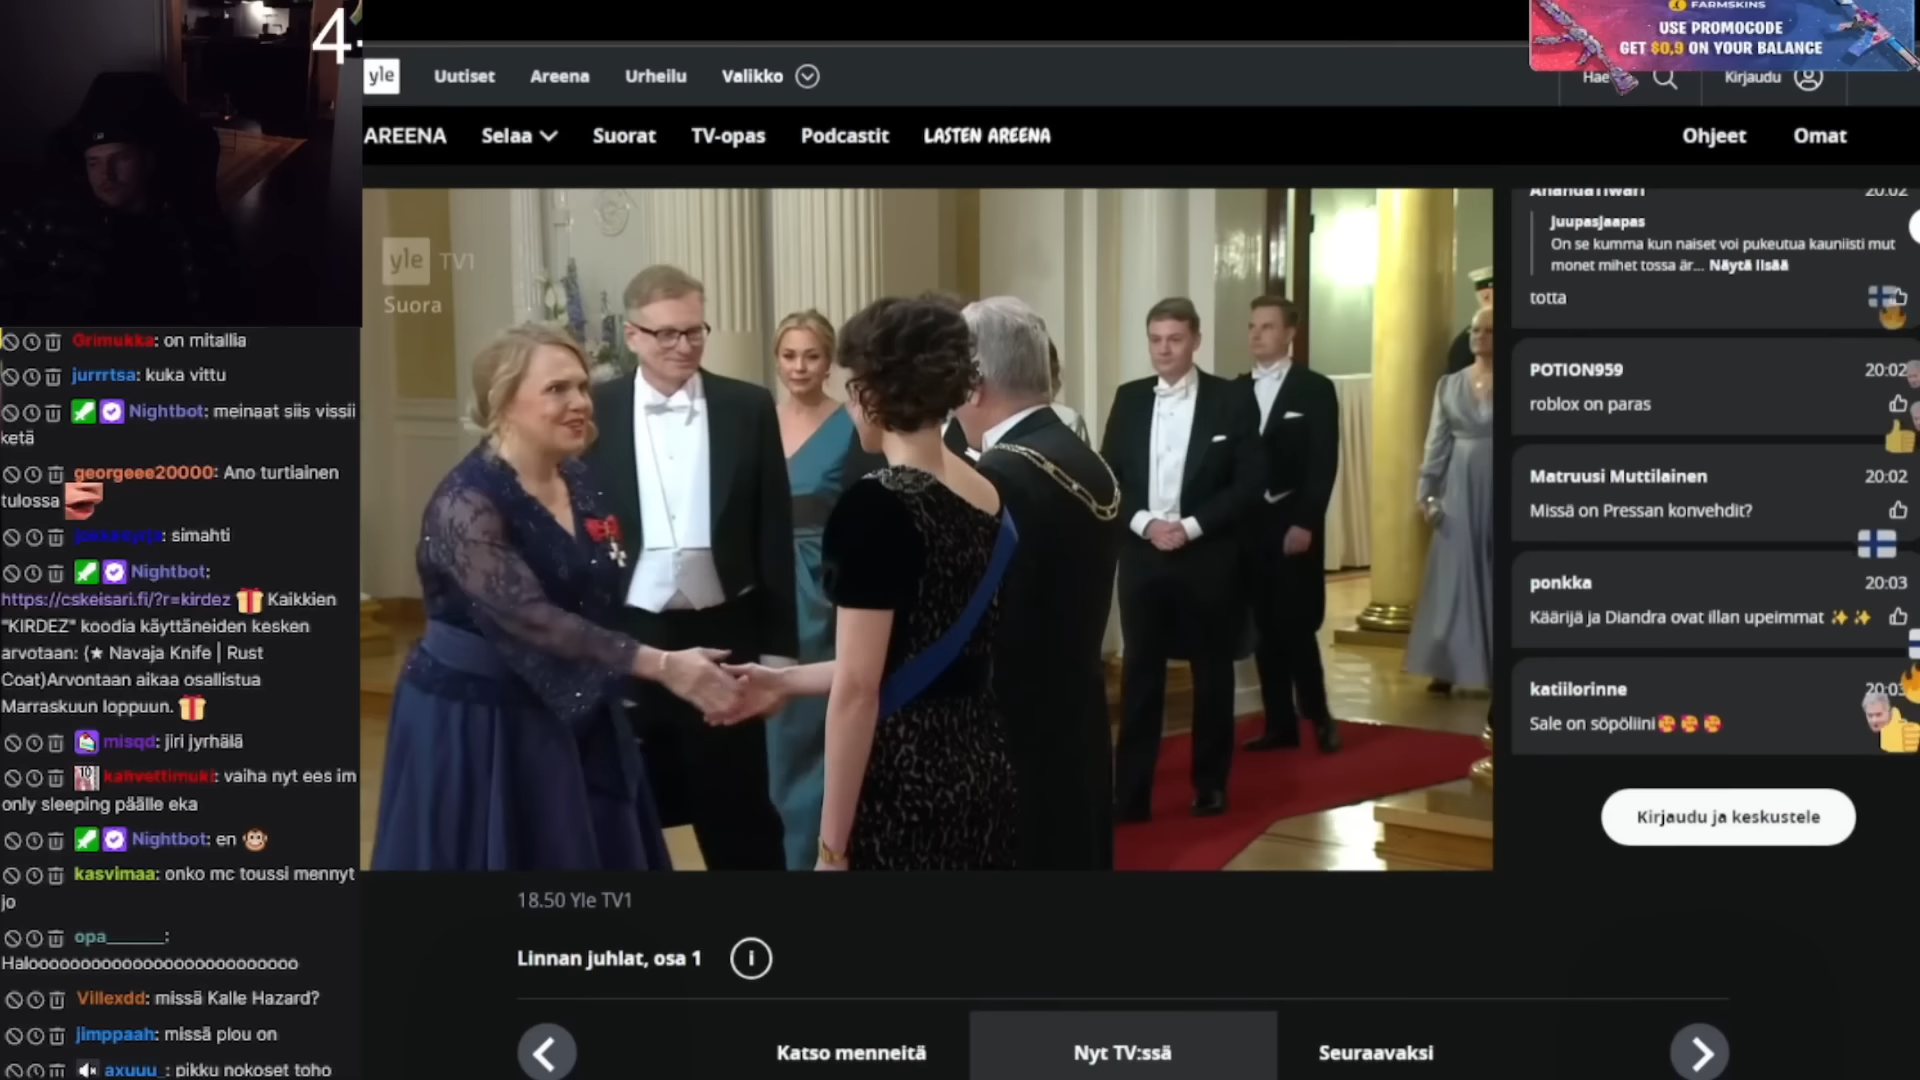 4
FARMSKINS
USE PROMOCODE
GET $0,9 ON YOUR BALANCE
yle Uutiset Areena Urheilu Valikko Hae Kirjaudu
AREENA Selaa Suorat TV-opas Podcastit LASTEN AREENA Ohjeet Omat
yle TV1
Suora
AnanuaTiwari 20:02
JuupasJaapas
On se kumma kun naiset voi pukeutua kauniisti mut
monet mihet tossa är... Näytä lisää
totta
POTION959 20:02
roblox on paras
Matruusi Muttilainen 20:02
Missä on Pressan konvehdit?
ponkka 20:03
Käärijä ja Diandra ovat illan upeimmat ✨✨
katiilorinne 20:03
Sale on söpöliini🥰🥰🥰
Kirjaudu ja keskustele
Grimukka: on mitallia
jurrrtsa: kuka vittu
Nightbot: meinaat siis vissii
ketä
georgeee20000: Ano turtiainen
tulossa
: simahti
Nightbot:
https://cskeisari.fi/?r=kirdez 🎁 Kaikkien
"KIRDEZ" koodia käyttäneiden kesken
arvotaan: (★ Navaja Knife | Rust
Coat)Arvontaan aikaa osallistua
Marraskuun loppuun. 🎁
misqd: jiri jyrhälä
kahvettimuki: vaiha nyt ees im
only sleeping päälle eka
Nightbot: en 🐵
kasvimaa: onko mc toussi mennyt
jo
opa______:
Halooooooooooooooooooooooooo
Villexdd: missä Kalle Hazard?
jimppaah: missä plou on
axuuu_: pikku nokoset toho
18.50 Yle TV1
Linnan juhlat, osa 1
Katso menneitä Nyt TV:ssä Seuraavaksi